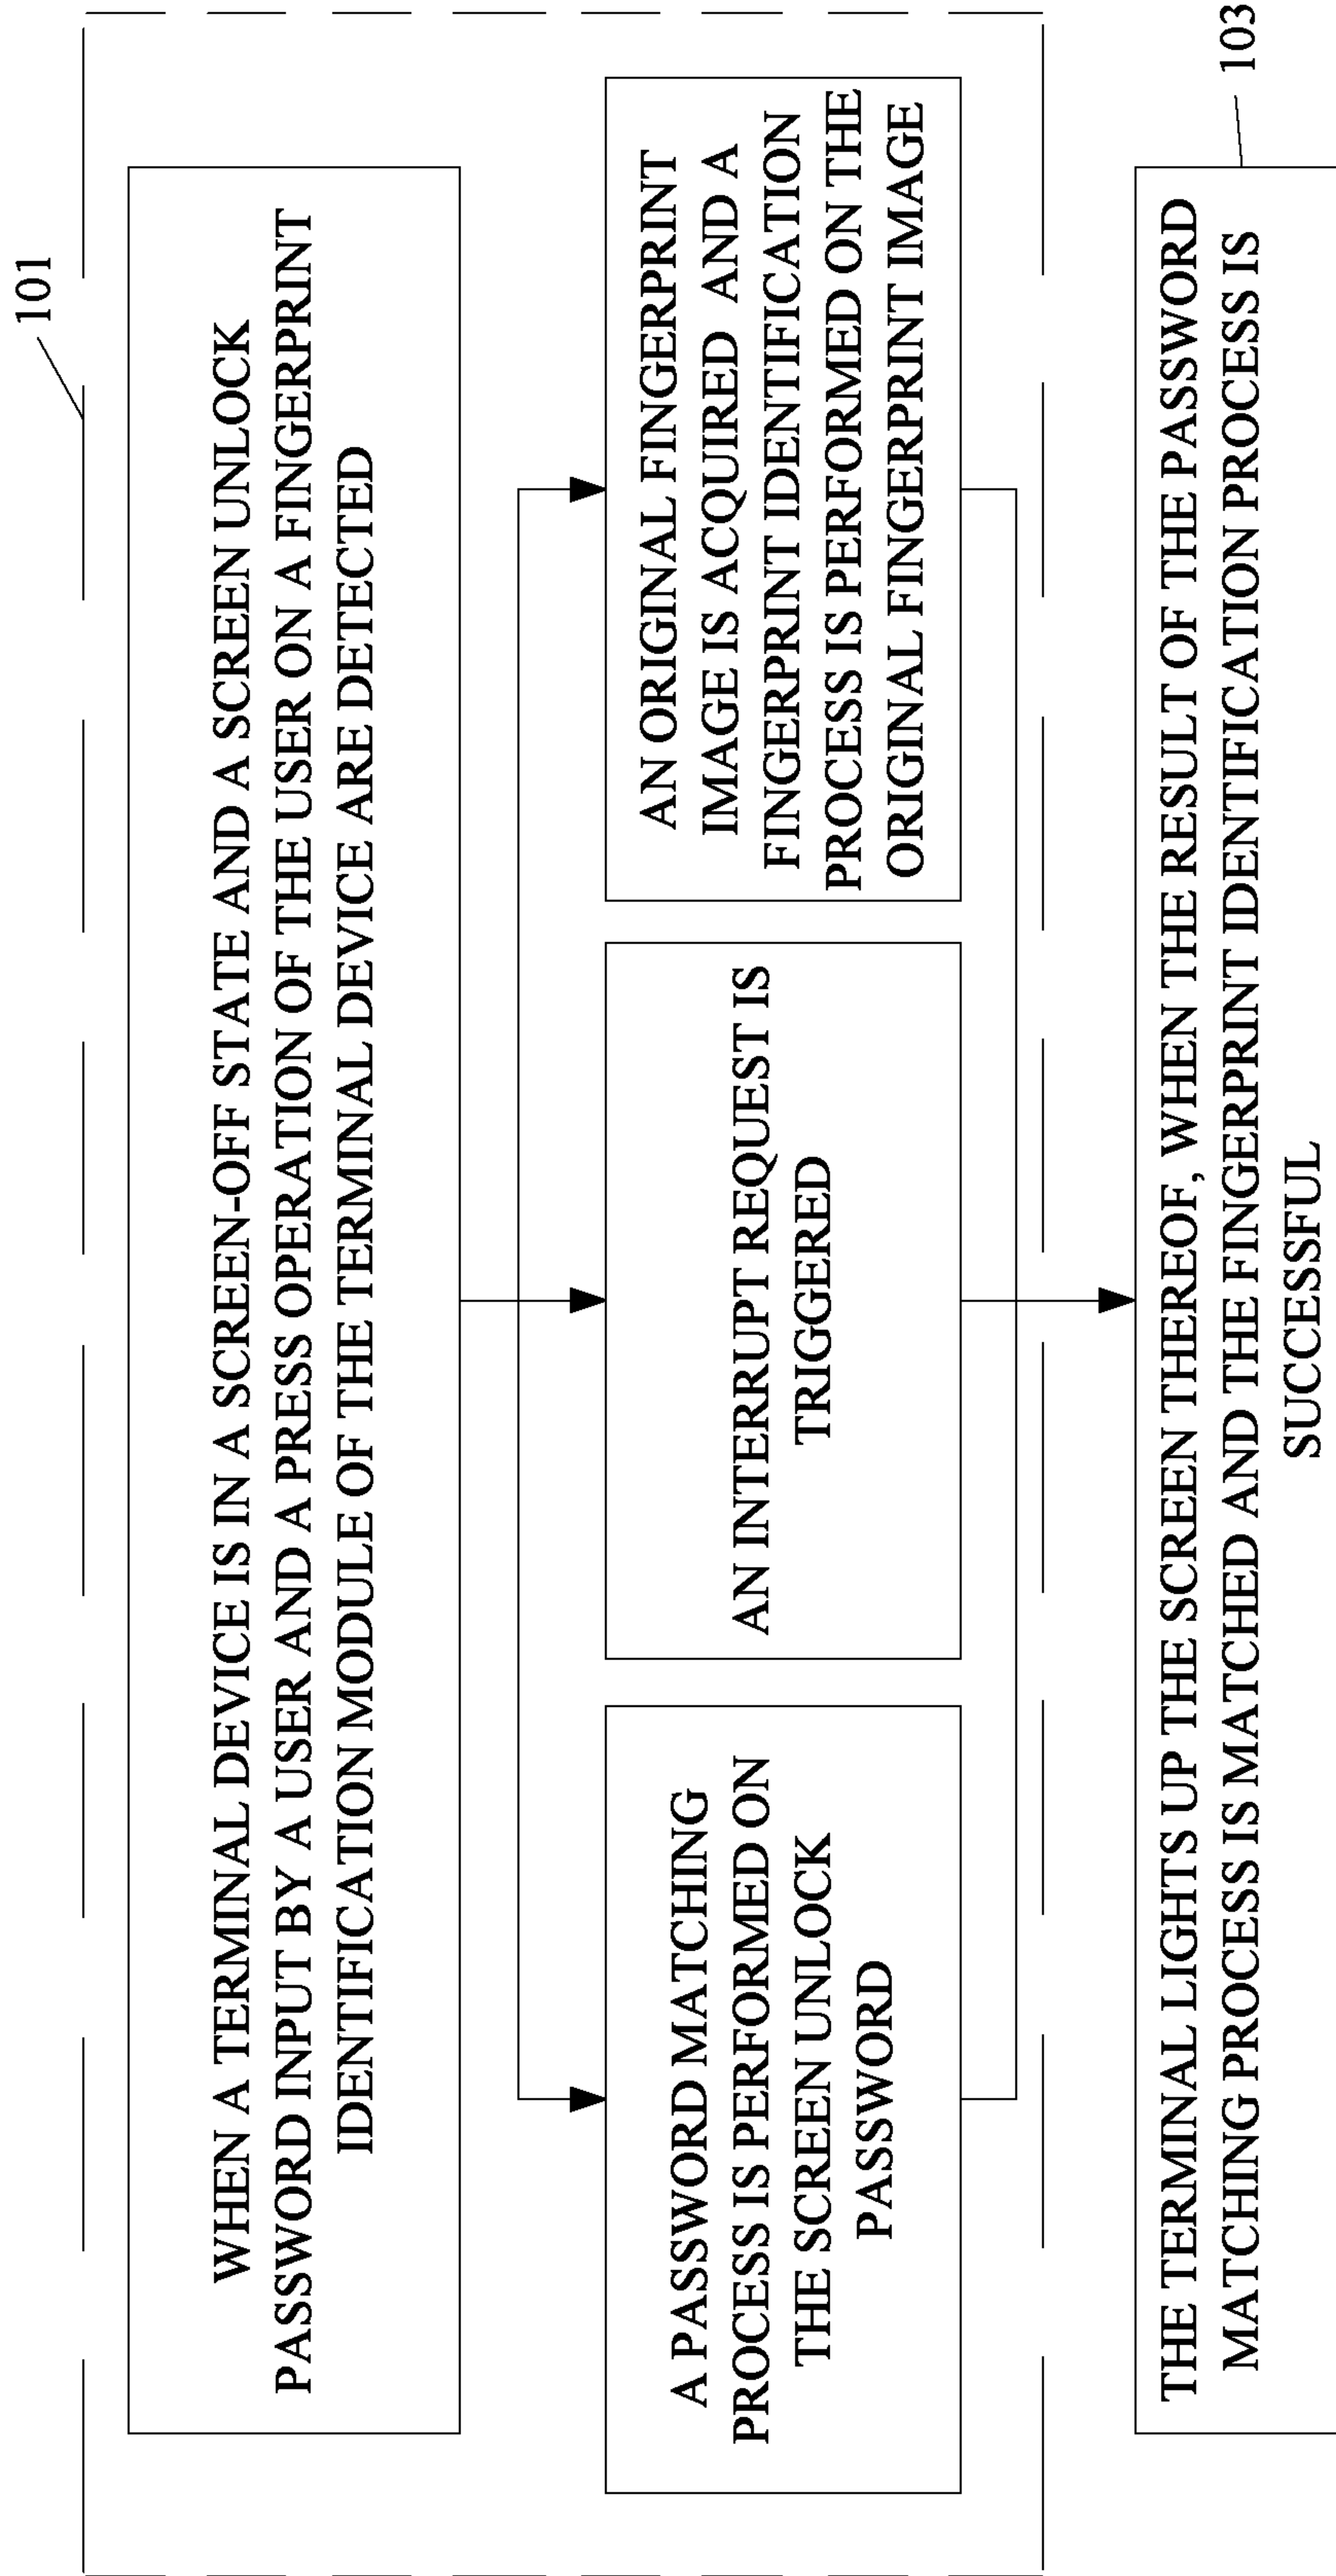 101
WHEN A TERMINAL DEVICE IS IN A SCREEN-OFF STATE AND A SCREEN UNLOCK
PASSWORD INPUT BY A USER AND A PRESS OPERATION OF THE USER ON A FINGERPRINT
IDENTIFICATION MODULE OF THE TERMINAL DEVICE ARE DETECTED
A PASSWORD MATCHING
PROCESS IS PERFORMED ON
THE SCREEN UNLOCK
PASSWORD
AN INTERRUPT REQUEST IS
TRIGGERED
AN ORIGINAL FINGERPRINT
IMAGE IS ACQUIRED AND A
FINGERPRINT IDENTIFICATION
PROCESS IS PERFORMED ON THE
ORIGINAL FINGERPRINT IMAGE
103
THE TERMINAL LIGHTS UP THE SCREEN THEREOF, WHEN THE RESULT OF THE PASSWORD
MATCHING PROCESS IS MATCHED AND THE FINGERPRINT IDENTIFICATION PROCESS IS
SUCCESSFUL